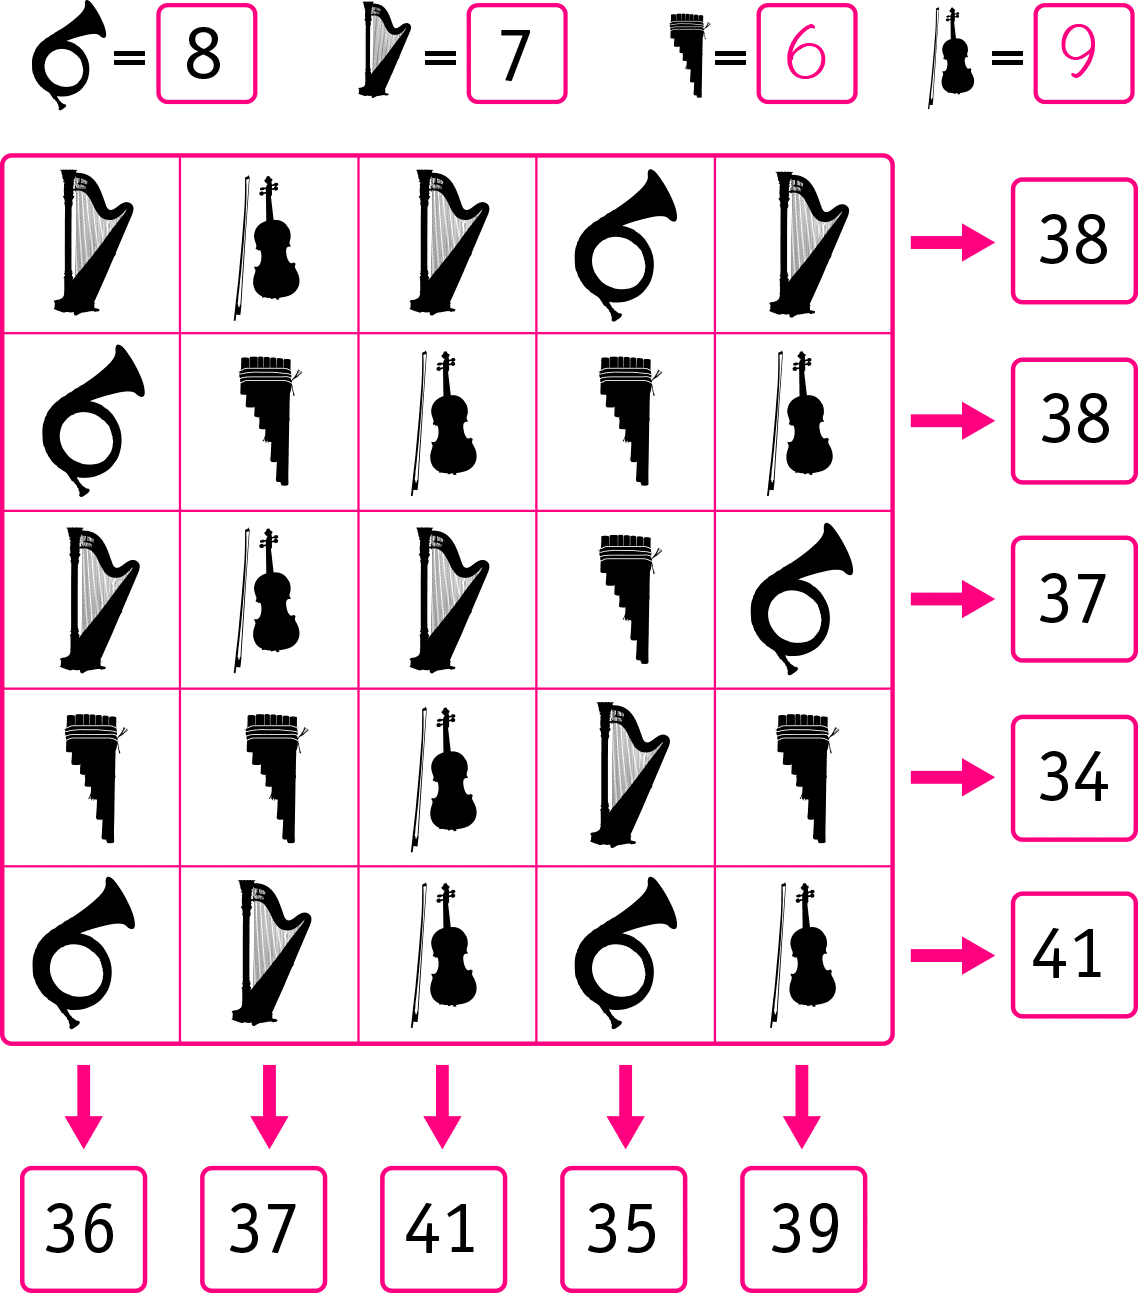 = 8 = 7 = 6 = 9
38
38
37
34
41
36 37 41 35 39